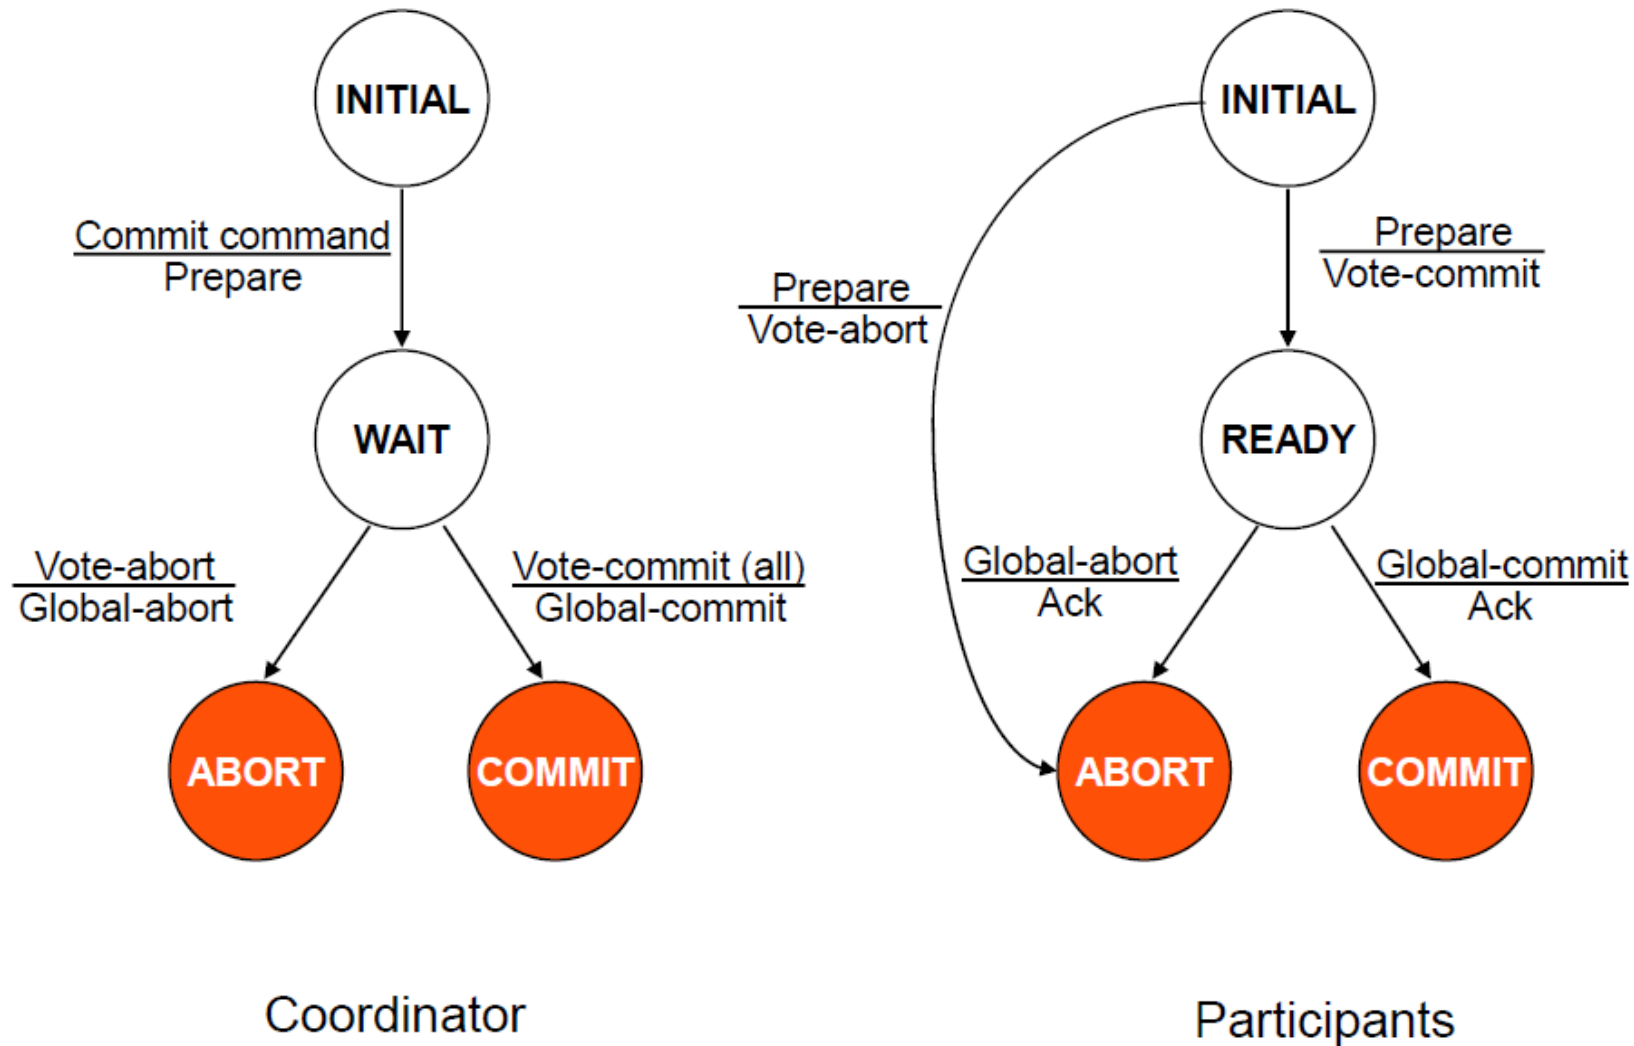 INITIAL
Commit command
Prepare
WAIT
Vote-abort
Global-abort
Vote-commit (all)
Global-commit
ABORT
COMMIT
Coordinator
INITIAL
Prepare
Vote-commit
Prepare
Vote-abort
READY
Global-abort
Ack
Global-commit
Ack
ABORT
COMMIT
Participants